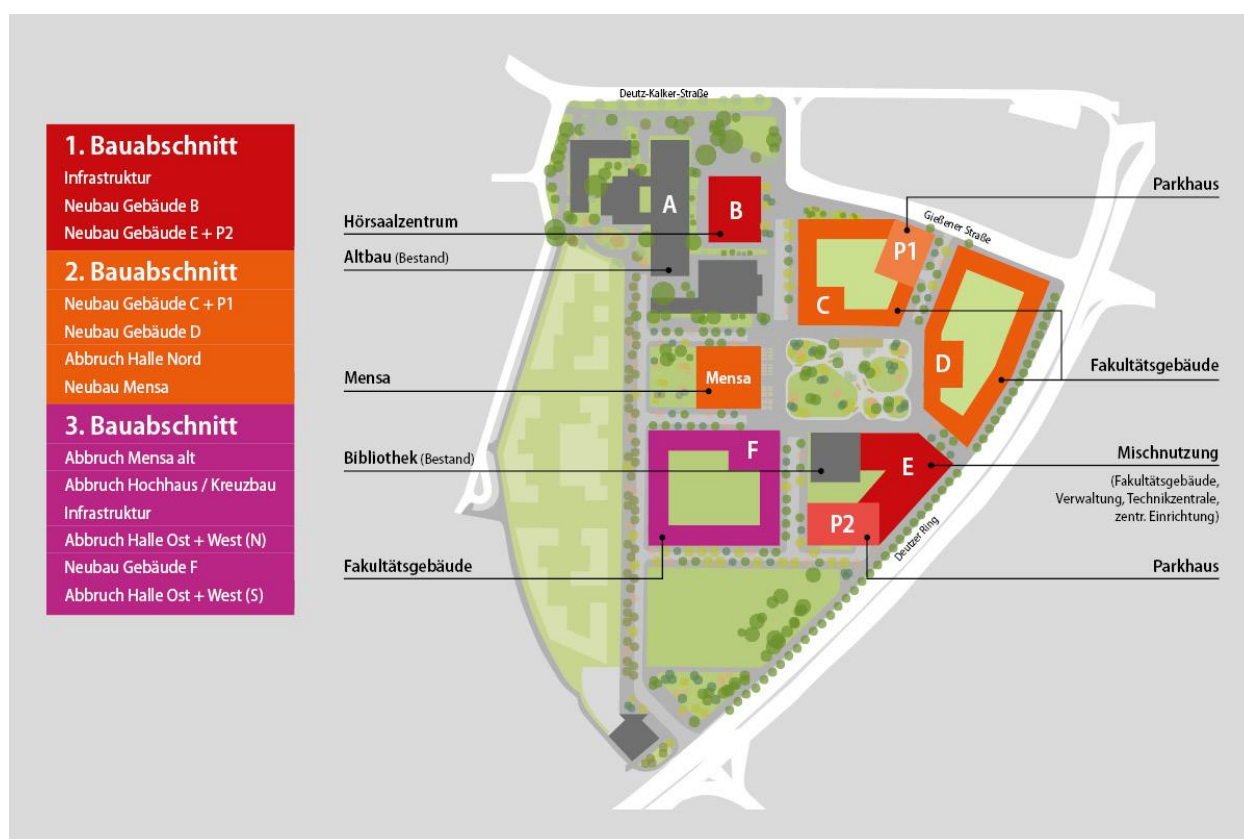 1. Bauabschnitt
Infrastruktur
Neubau Gebäude B
Neubau Gebäude E + P2
2. Bauabschnitt
Neubau Gebäude C + P1
Neubau Gebäude D
Abbruch Halle Nord
Neubau Mensa
3. Bauabschnitt
Abbruch Mensa alt
Abbruch Hochhaus / Kreuzbau
Infrastruktur
Abbruch Halle Ost + West (N)
Neubau Gebäude F
Abbruch Halle Ost + West (S)
Hörsaalzentrum
Altbau (Bestand)
Mensa
Bibliothek (Bestand)
Fakultätsgebäude
Deutz-Kalker-Straße
A
B
Gießener Straße
P1
C
D
Mensa
F
E
P2
Deutzer Ring
Parkhaus
Fakultätsgebäude
Mischnutzung
(Fakultätsgebäude,
Verwaltung, Technikzentrale,
zentr. Einrichtung)
Parkhaus